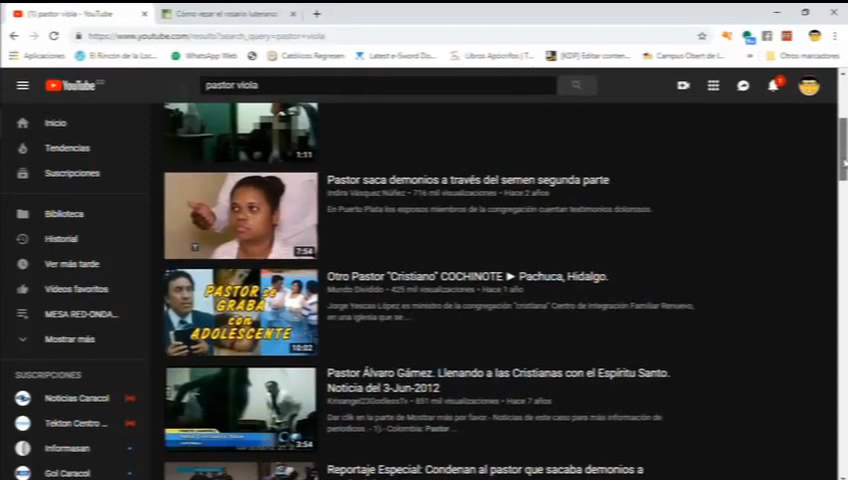 (1) pastor viola - YouTube
Cómo rezar el rosario luterano
https://www.youtube.com/results?search_query=pastor+viola
Aplicaciones
El Rincón de la Loc...
WhatsApp Web
Católicos Regresen
Latest e-Sword Do...
Libros Apócrifos | T...
[KDP] Editar conten...
Campus Obert de l...
Otros marcadores
YouTube CO
pastor viola
Inicio
Tendencias
Suscripciones
Biblioteca
Historial
Ver más tarde
Vídeos favoritos
MESA RED-ONDA...
Mostrar más
SUSCRIPCIONES
Noticias Caracol
Tekton Centro ...
Informesan
Gol Caracol
1:11
Pastor saca demonios a través del semen segunda parte
Indira Vásquez Núñez • 716 mil visualizaciones • Hace 2 años
En Puerto Plata los esposos miembros de la congregación cuentan testimonios dolorosos.
7:54
Otro Pastor "Cristiano" COCHINOTE ► Pachuca, Hidalgo.
Mundo Dividido • 425 mil visualizaciones • Hace 1 año
Jorge Yescas López es ministro de la congregación "cristiana" Centro de Integración Familiar Renuevo,
en una iglesia que se ...
PASTOR se
GRABA
con
ADOLESCENTE
10:02
Pastor Álvaro Gámez. Llenando a las Cristianas con el Espíritu Santo.
Noticia del 3-Jun-2012
• 851 mil visualizaciones • Hace 7 años
Dar clik en la parte de Mostrar más por favor.- Noticias de este caso para más información de
periodicos. - 1).- Colombia: Pastor ...
3:54
Reportaje Especial: Condenan al pastor que sacaba demonios a